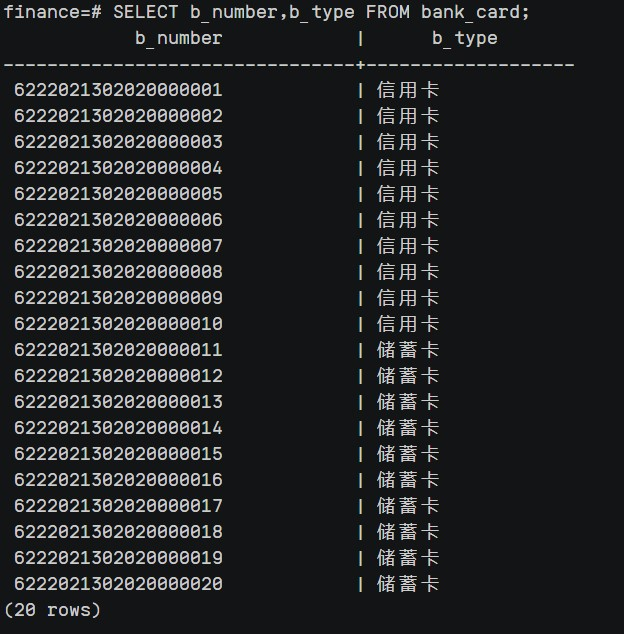 finance=# SELECT b_number,b_type FROM bank_card;
b_number | b_type
--------------------------------+-------------------
6222021302020000001 | 信用卡
6222021302020000002 | 信用卡
6222021302020000003 | 信用卡
6222021302020000004 | 信用卡
6222021302020000005 | 信用卡
6222021302020000006 | 信用卡
6222021302020000007 | 信用卡
6222021302020000008 | 信用卡
6222021302020000009 | 信用卡
6222021302020000010 | 信用卡
6222021302020000011 | 储蓄卡
6222021302020000012 | 储蓄卡
6222021302020000013 | 储蓄卡
6222021302020000014 | 储蓄卡
6222021302020000015 | 储蓄卡
6222021302020000016 | 储蓄卡
6222021302020000017 | 储蓄卡
6222021302020000018 | 储蓄卡
6222021302020000019 | 储蓄卡
6222021302020000020 | 储蓄卡
(20 rows)